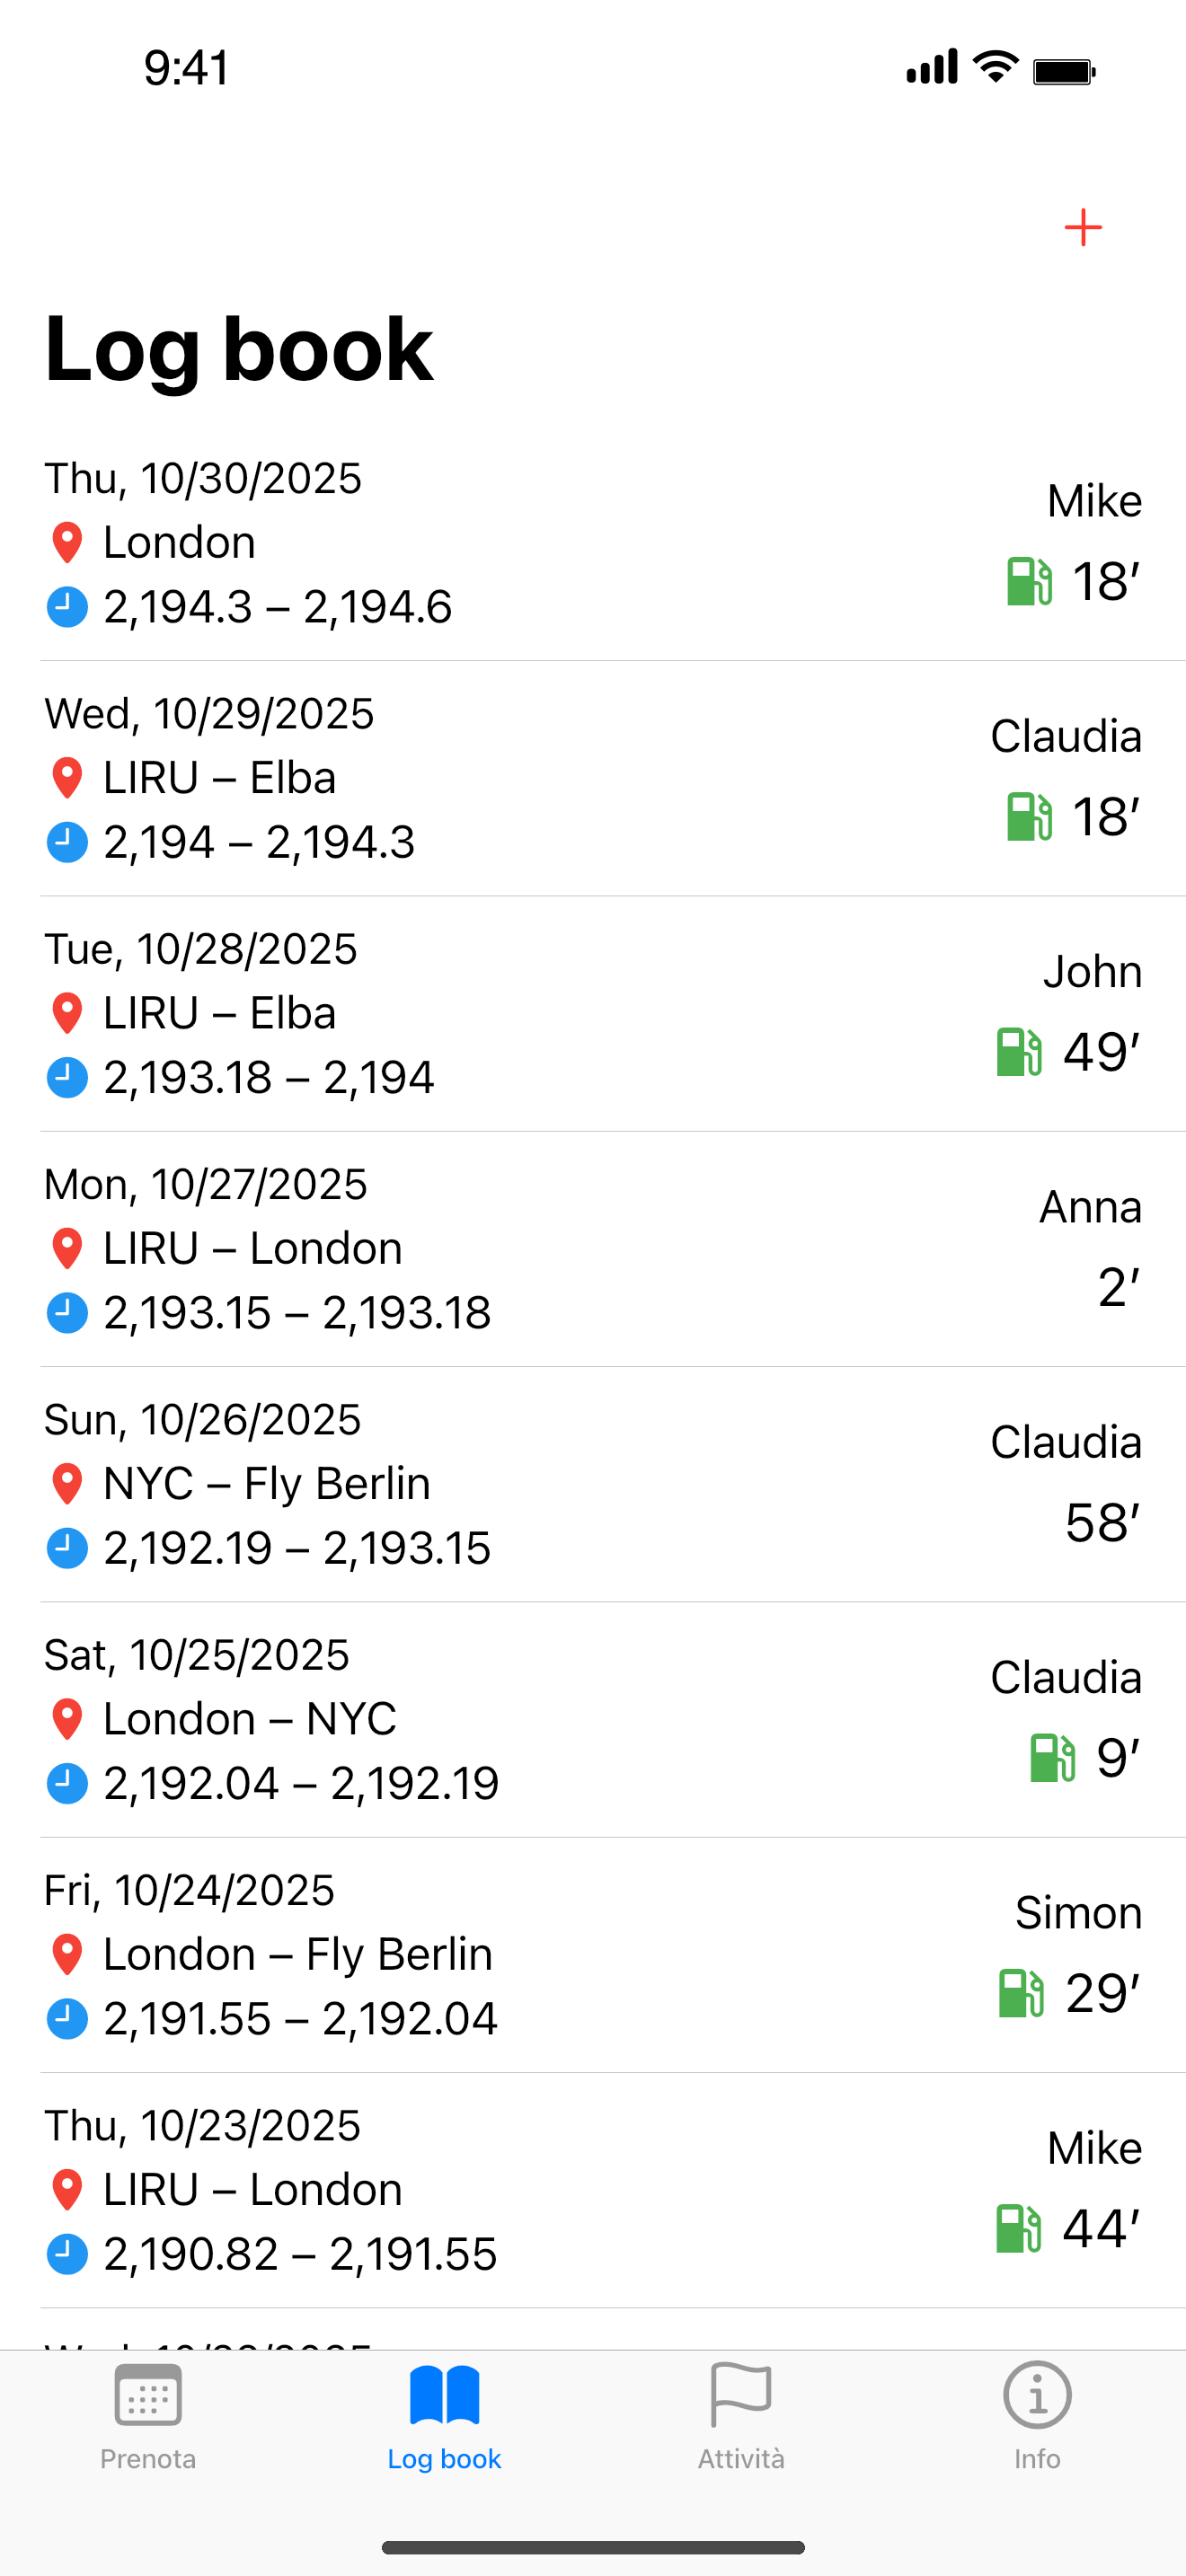 9:41
Log book
Thu, 10/30/2025
London
2,194.3 – 2,194.6
Mike
18′
Wed, 10/29/2025
LIRU – Elba
2,194 – 2,194.3
Claudia
18′
Tue, 10/28/2025
LIRU – Elba
2,193.18 – 2,194
John
49′
Mon, 10/27/2025
LIRU – London
2,193.15 – 2,193.18
Anna
2′
Sun, 10/26/2025
NYC – Fly Berlin
2,192.19 – 2,193.15
Claudia
58′
Sat, 10/25/2025
London – NYC
2,192.04 – 2,192.19
Claudia
9′
Fri, 10/24/2025
London – Fly Berlin
2,191.55 – 2,192.04
Simon
29′
Thu, 10/23/2025
LIRU – London
2,190.82 – 2,191.55
Mike
44′
Prenota
Log book
Attività
Info